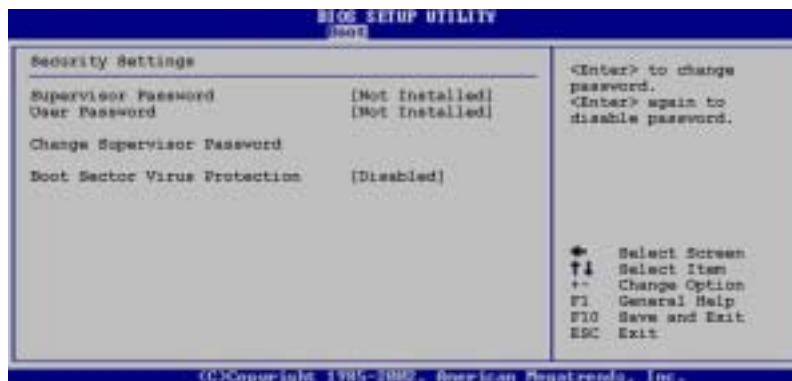 BIOS SETUP UTILITY
Boot
Security Settings
Supervisor Password [Not Installed]
User Password [Not Installed]
Change Supervisor Password
Boot Sector Virus Protection [Disabled]
<Enter> to change
password.
<Enter> again to
disable password.
← Select Screen
↑↓ Select Item
+- Change Option
F1 General Help
F10 Save and Exit
ESC Exit
(C)Copyright 1985-2002, American Megatrends, Inc.